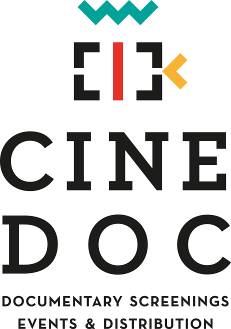 CINE
DOC
DOCUMENTARY SCREENINGS
EVENTS & DISTRIBUTION